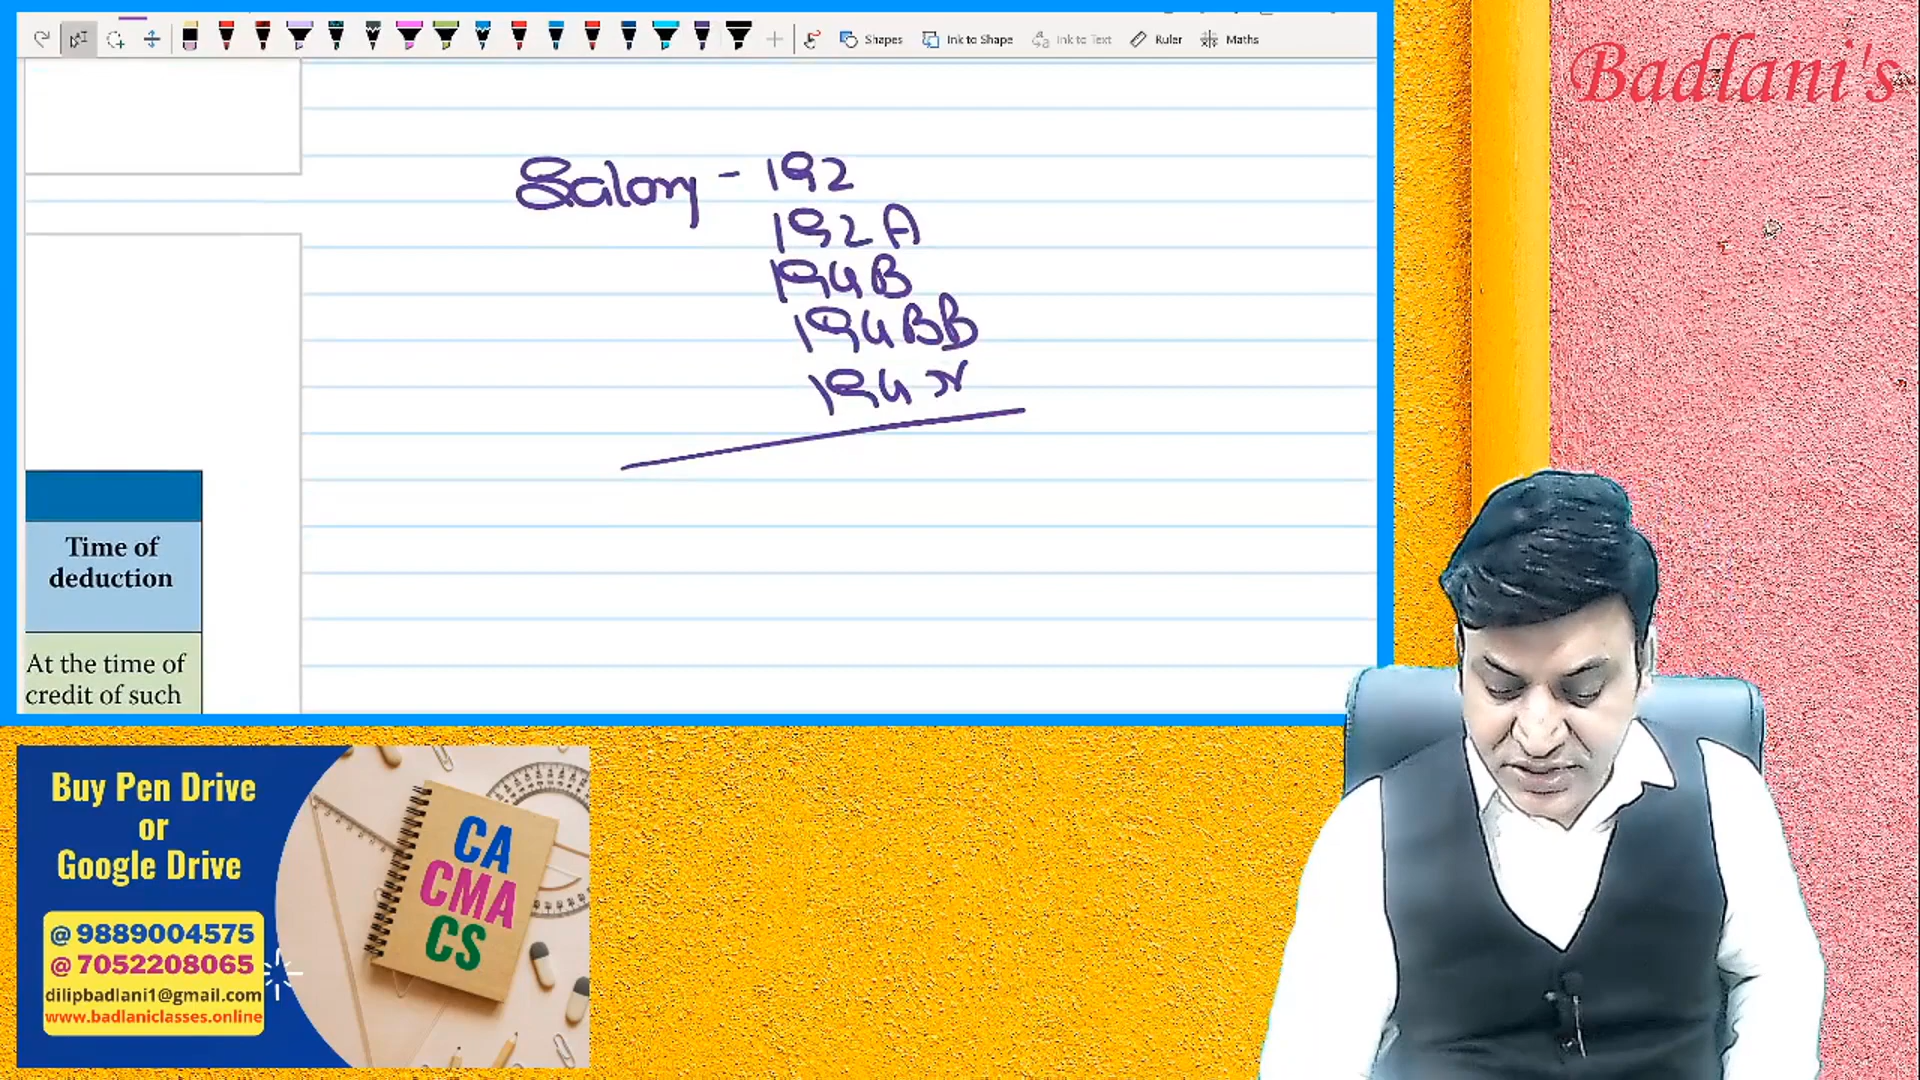 Shapes
Ink to Shape
Ink to Text
Ruler
Maths
Badlani's
Salary - 192
192A
194B
194BB
Time of
deduction
At the time of
credit of such
Buy Pen Drive
or
Google Drive
@ 9889004575
@ 7052208065
dilipbadlani1@gmail.com
www.badlaniclasses.online
CA
CMA
CS